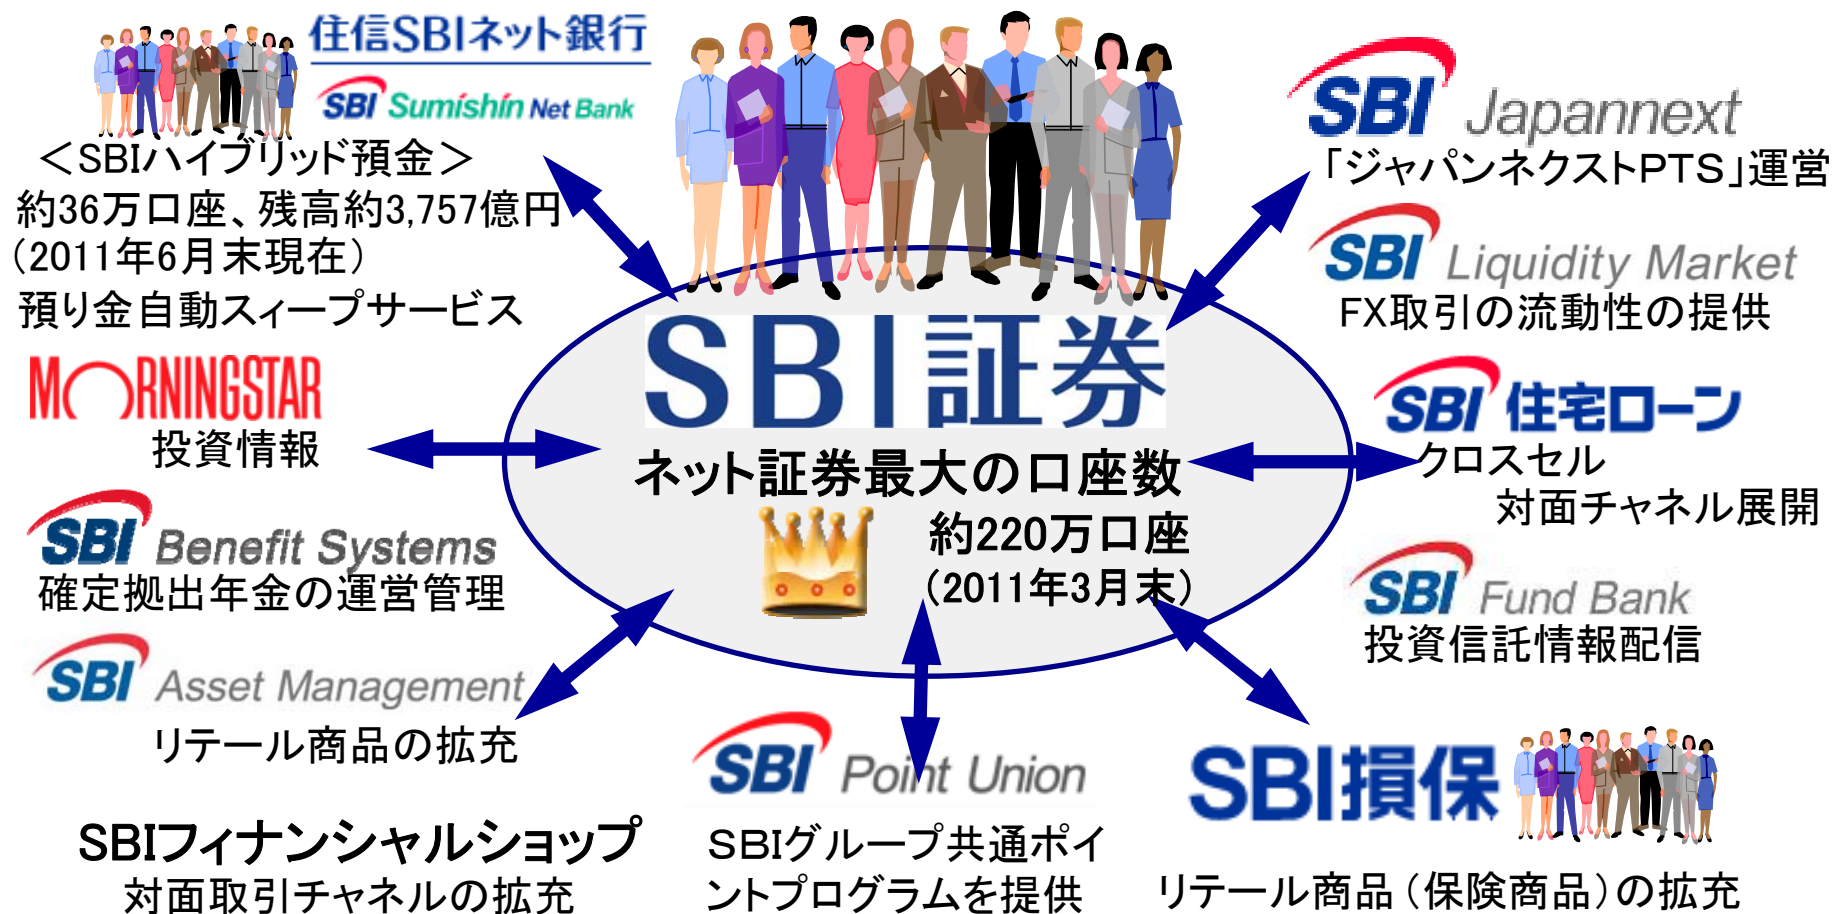 住信SBIネット銀行
SBI Sumishin Net Bank
＜SBIハイブリッド預金＞
約36万口座、残高約3,757億円
（2011年6月末現在）
預り金自動スィープサービス
MORNINGSTAR
投資情報
SBI Benefit Systems
確定拠出年金の運営管理
SBI Asset Management
リテール商品の拡充
SBIフィナンシャルショップ
対面取引チャネルの拡充
SBI証券
ネット証券最大の口座数
約220万口座
（2011年3月末）
SBI Point Union
SBIグループ共通ポイ
ントプログラムを提供
SBI Japannext
「ジャパンネクストPTS」運営
SBI Liquidity Market
FX取引の流動性の提供
SBI 住宅ローン
クロスセル
対面チャネル展開
SBI Fund Bank
投資信託情報配信
SBI損保
リテール商品（保険商品）の拡充